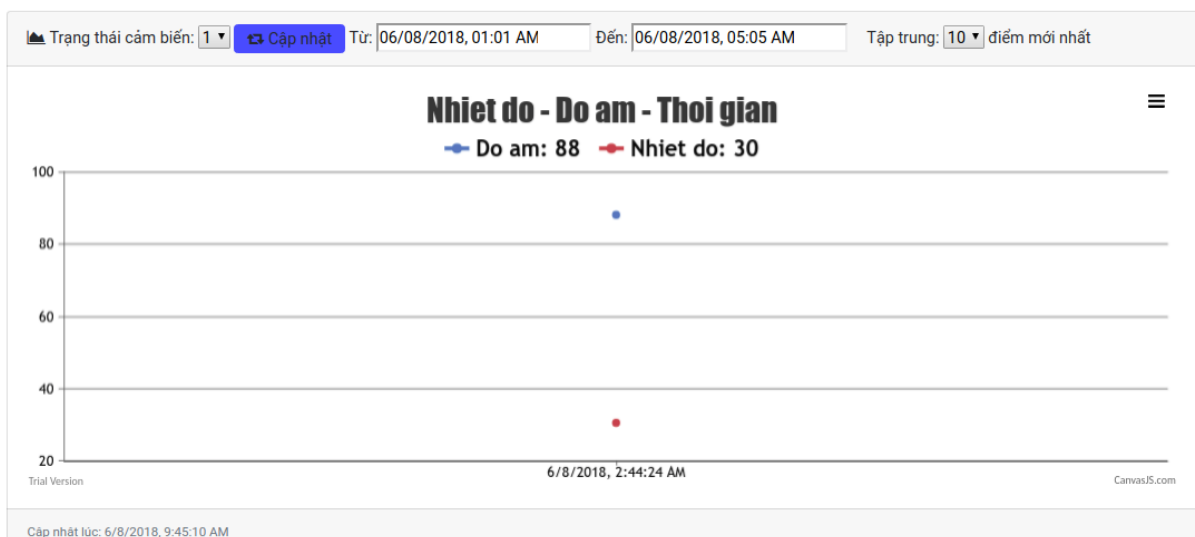 Trạng thái cảm biến: 1 Cập nhật Từ: 06/08/2018, 01:01 AM Đến: 06/08/2018, 05:05 AM Tập trung: 10 điểm mới nhất
Nhiet do - Do am - Thoi gian
Do am: 88 Nhiet do: 30
100
80
60
40
20
6/8/2018, 2:44:24 AM
Trial Version CanvasJS.com
Cập nhật lúc: 6/8/2018, 9:45:10 AM